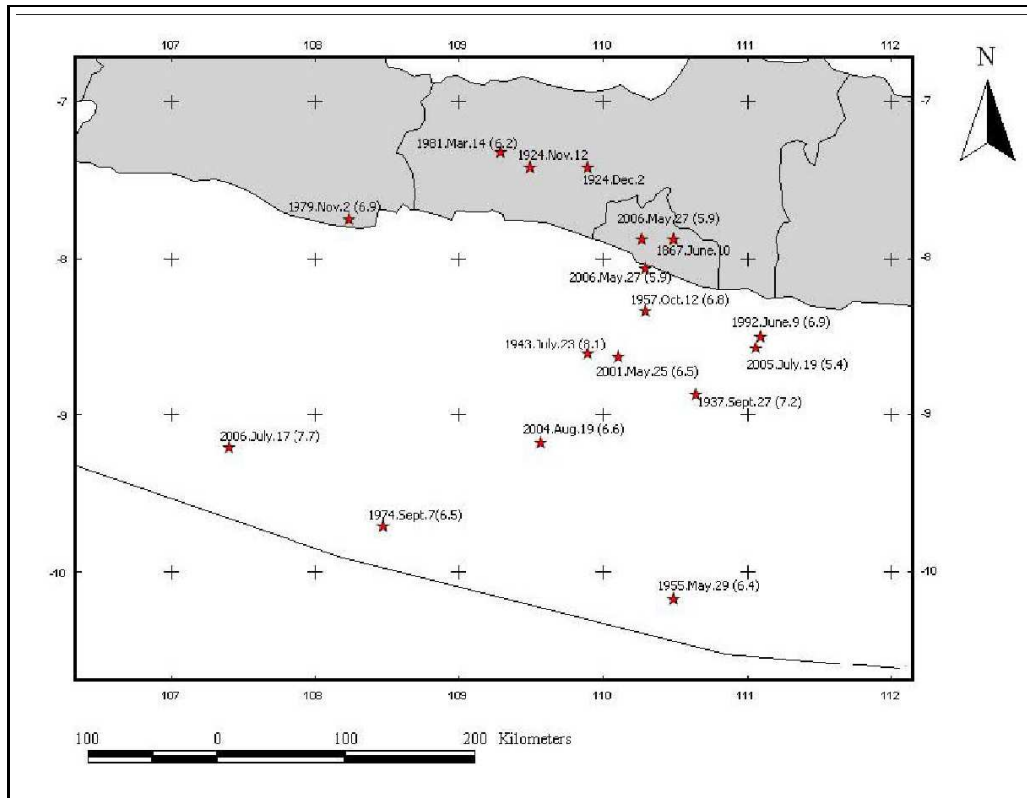 107 108 109 110 111 112
N
-7 -7
1981.Mar.14 (6.2)
1924.Nov.12
1924.Dec.2
1979.Nov.2 (6.9)
2006.May.27 (5.9)
1867.June.10
-8 -8
2006.May.27 (5.9)
1957.Oct.12 (6.8)
1992.June.9 (6.9)
1943.July.23 (8.1)
2005.July.19 (5.4)
2001.May.25 (6.5)
1937.Sept.27 (7.2)
-9 -9
2004.Aug.19 (6.6)
2006.July.17 (7.7)
1974.Sept.7(6.5)
-10 -10
1955.May.29 (6.4)
107 108 109 110 111 112
100 0 100 200 Kilometers